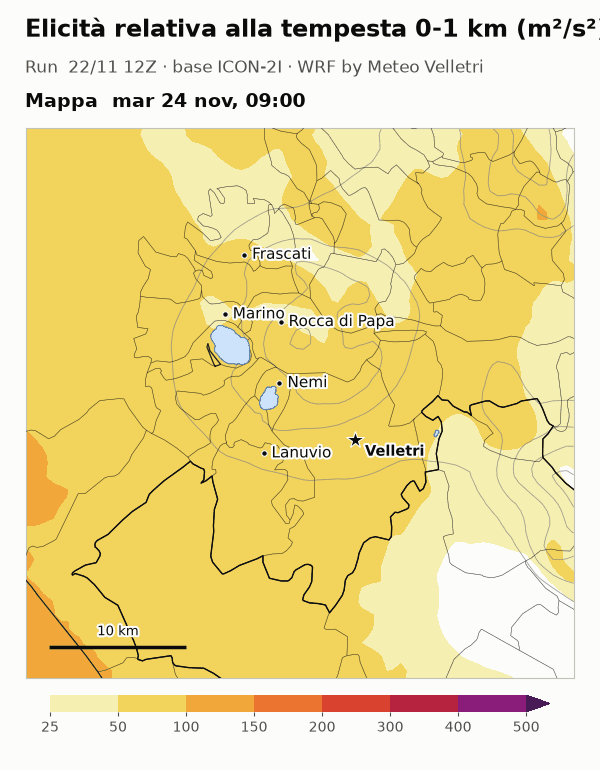 Elicità relativa alla tempesta 0-1 km (m²/s²)
Run 22/11 12Z · base ICON-2I · WRF by Meteo Velletri
Mappa mar 24 nov, 09:00
Frascati
Marino
Rocca di Papa
Nemi
Velletri
Lanuvio
10 km
25 50 100 150 200 300 400 500